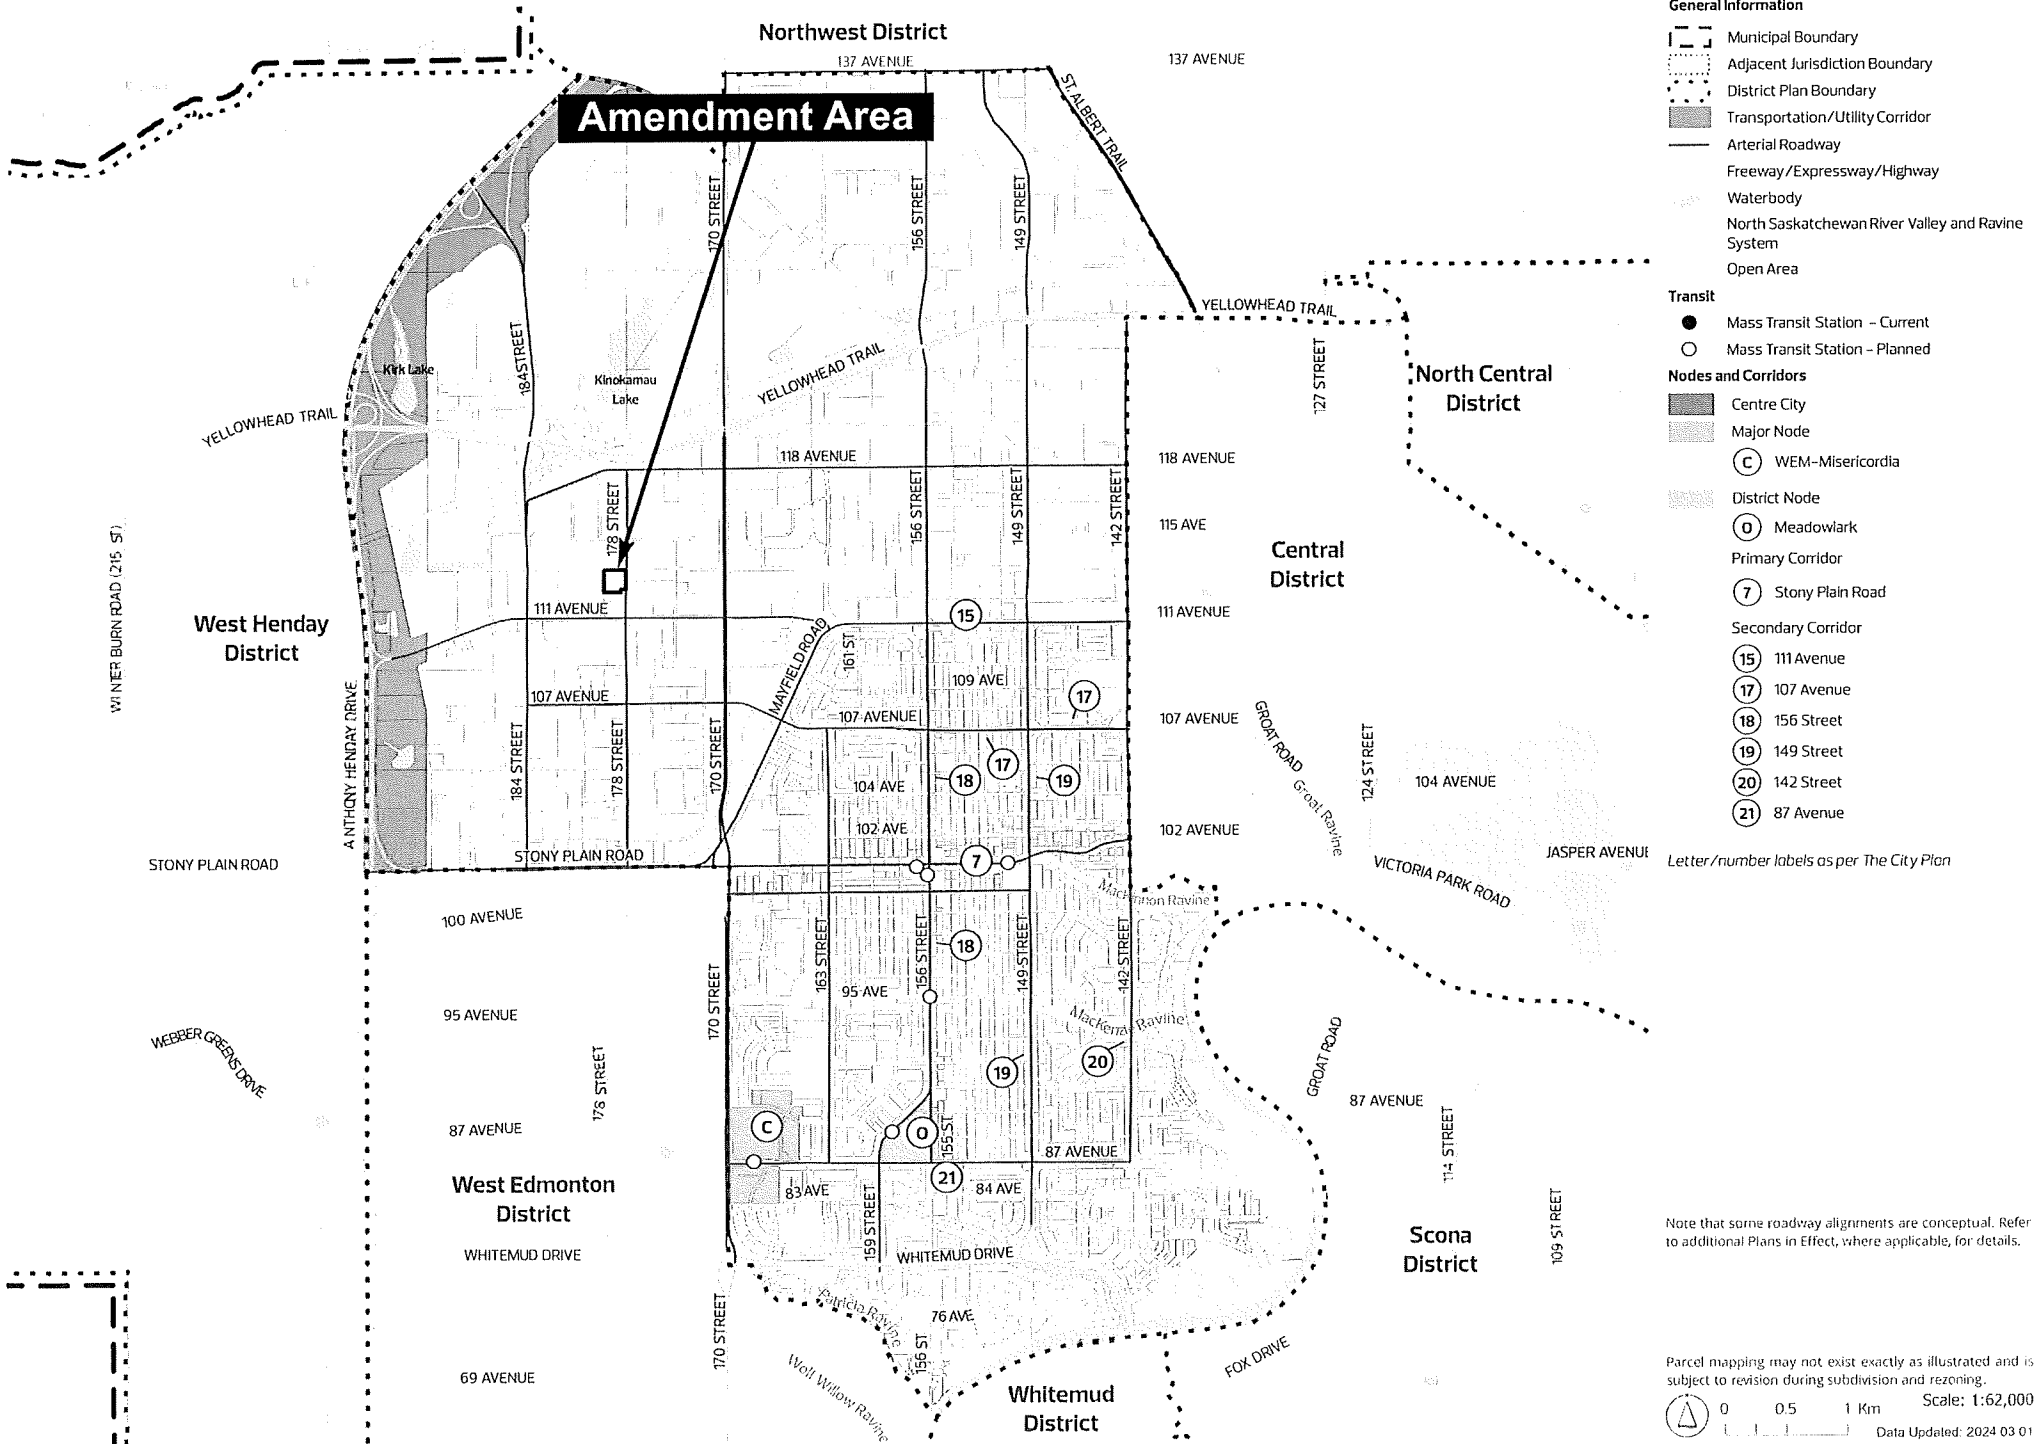 General Information
Municipal Boundary
Adjacent Jurisdiction Boundary
District Plan Boundary
Transportation/Utility Corridor
Arterial Roadway
Freeway/Expressway/Highway
Waterbody
North Saskatchewan River Valley and Ravine
System
Open Area
Transit
Mass Transit Station - Current
Mass Transit Station - Planned
Nodes and Corridors
Centre City
Major Node
C WEM-Misericordia
District Node
O Meadowlark
Primary Corridor
7 Stony Plain Road
Secondary Corridor
15 111 Avenue
17 107 Avenue
18 156 Street
19 149 Street
20 142 Street
21 87 Avenue
Letter/number labels as per The City Plan
Note that some roadway alignments are conceptual. Refer
to additional Plans in Effect, where applicable, for details.
Parcel mapping may not exist exactly as illustrated and is
subject to revision during subdivision and rezoning.
Scale: 1:62,000
0 0.5 1 Km
Data Updated: 2024 03 01
Northwest District
137 AVENUE
137 AVENUE
Amendment Area
ST. ALBERT TRAIL
170 STREET
156 STREET
149 STREET
YELLOWHEAD TRAIL
184 STREET
Kirk Lake
Kinokamau
Lake
YELLOWHEAD TRAIL
127 STREET
North Central
District
YELLOWHEAD TRAIL
118 AVENUE
118 AVENUE
178 STREET
156 STREET
149 STREET
142 STREET
115 AVE
Central
District
WINTERBURN ROAD (215 ST)
West Henday
District
111 AVENUE
15
111 AVENUE
MAYFIELD ROAD
161 ST
109 AVE
17
107 AVENUE
107 AVENUE
107 AVENUE
GROAT ROAD
Groat Ravine
124 STREET
ANTHONY HENDAY DRIVE
184 STREET
178 STREET
170 STREET
17
18
19
104 AVE
104 AVENUE
102 AVE
102 AVENUE
STONY PLAIN ROAD
STONY PLAIN ROAD
7
JASPER AVENUE
VICTORIA PARK ROAD
MacKinnon Ravine
100 AVENUE
163 STREET
156 STREET
18
149 STREET
142 STREET
170 STREET
95 AVE
95 AVENUE
MacKenzie Ravine
WEBBER GREENS DRIVE
178 STREET
19
20
GROAT ROAD
87 AVENUE
114 STREET
C
O
155 ST
87 AVENUE
87 AVENUE
21
West Edmonton
District
83 AVE
84 AVE
159 STREET
Scona
District
109 STREET
WHITEMUD DRIVE
WHITEMUD DRIVE
Patricia Ravine
76 AVE
170 STREET
156 ST
FOX DRIVE
Wolf Willow Ravine
69 AVENUE
Whitemud
District